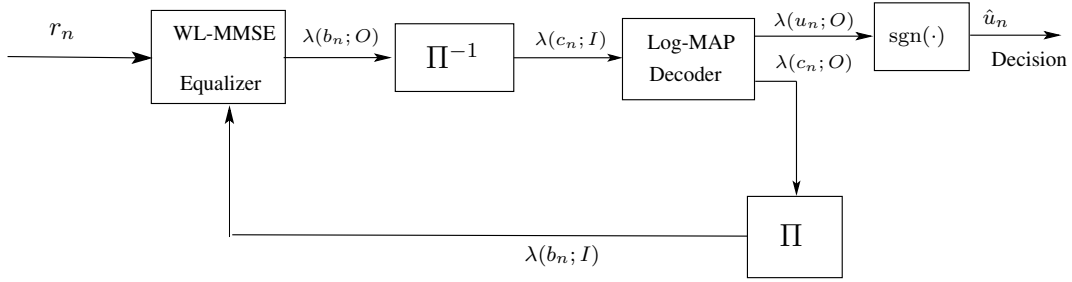 r_n
WL-MMSE
Equalizer
λ(b_n; O)
Π^{-1}
λ(c_n; I)
Log-MAP
Decoder
λ(u_n; O)
λ(c_n; O)
sgn(·)
û_n
Decision
Π
λ(b_n; I)